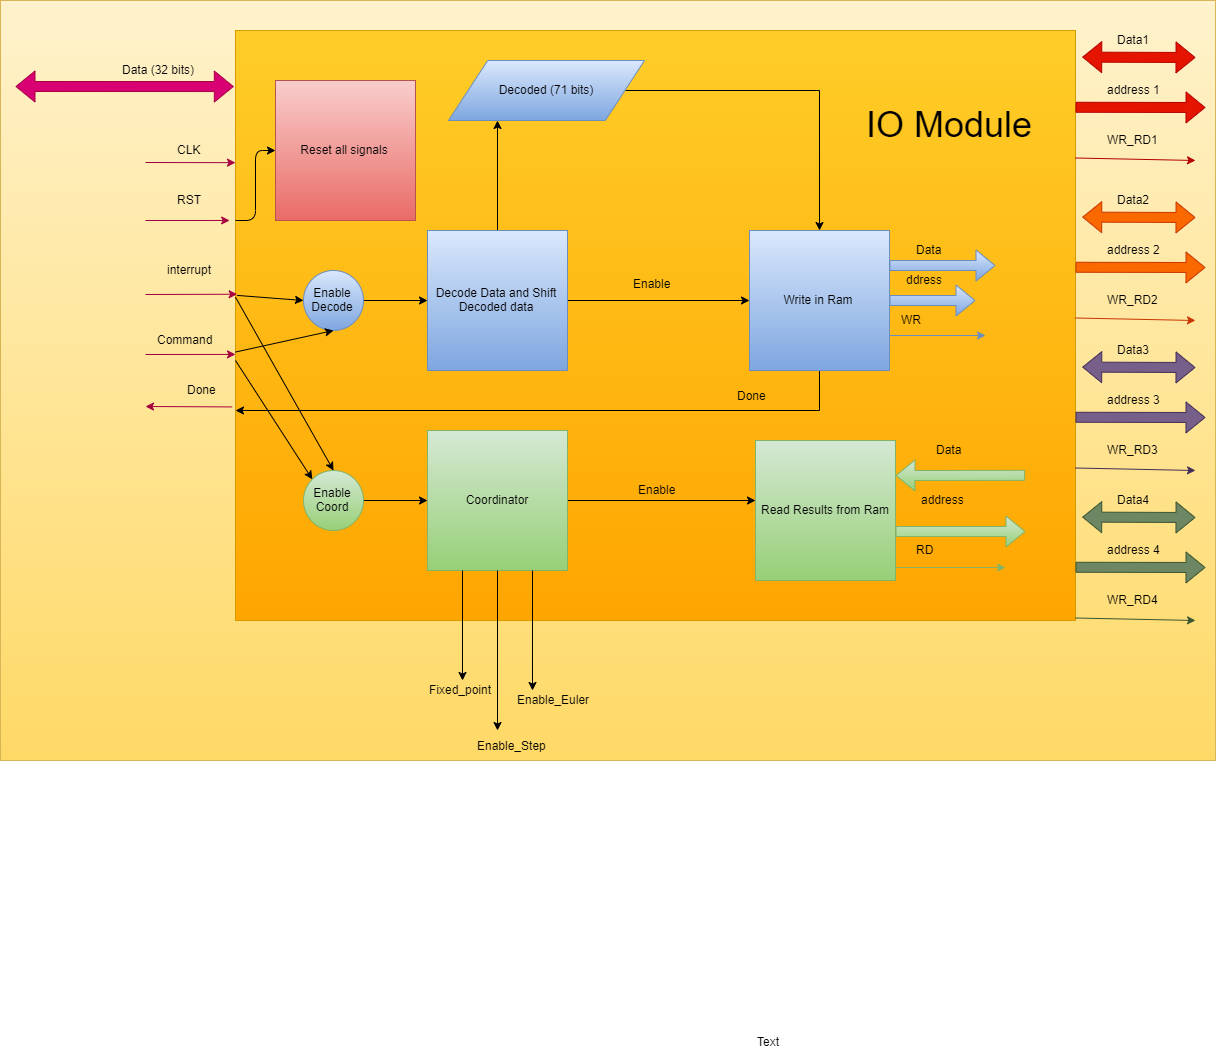 Data (32 bits)
CLK
RST
interrupt
Command
Done
Reset all signals
Decoded (71 bits)
IO Module
Enable
Decode
Decode Data and Shift
Decoded data
Enable
Write in Ram
Data
ddress
WR
Done
Enable
Coord
Coordinator
Enable
Read Results from Ram
Data
address
RD
Fixed_point
Enable_Euler
Enable_Step
Data1
address 1
WR_RD1
Data2
address 2
WR_RD2
Data3
address 3
WR_RD3
Data4
address 4
WR_RD4
Text